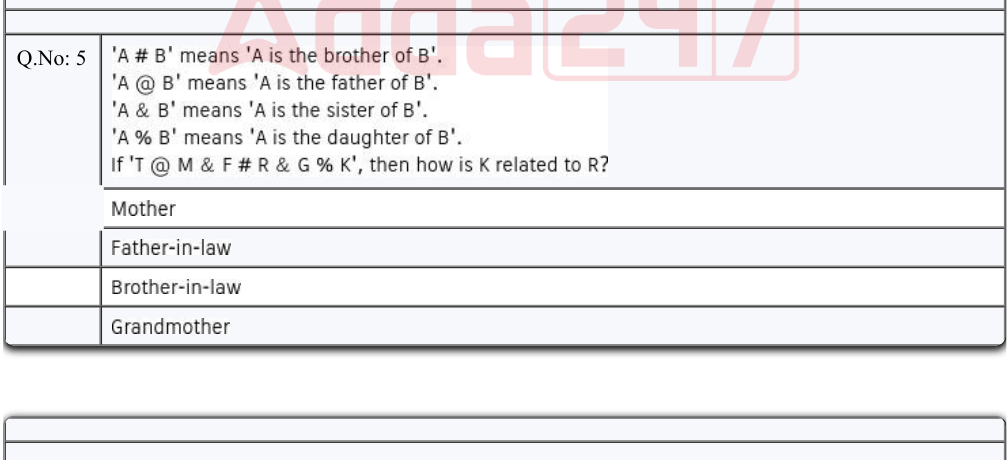 Adda247
Q.No: 5
'A # B' means 'A is the brother of B'.
'A @ B' means 'A is the father of B'.
'A & B' means 'A is the sister of B'.
'A % B' means 'A is the daughter of B'.
If 'T @ M & F # R & G % K', then how is K related to R?
Mother
Father-in-law
Brother-in-law
Grandmother